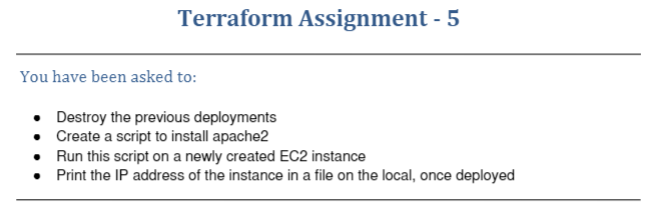 Terraform Assignment - 5
You have been asked to:
● Destroy the previous deployments
● Create a script to install apache2
● Run this script on a newly created EC2 instance
● Print the IP address of the instance in a file on the local, once deployed